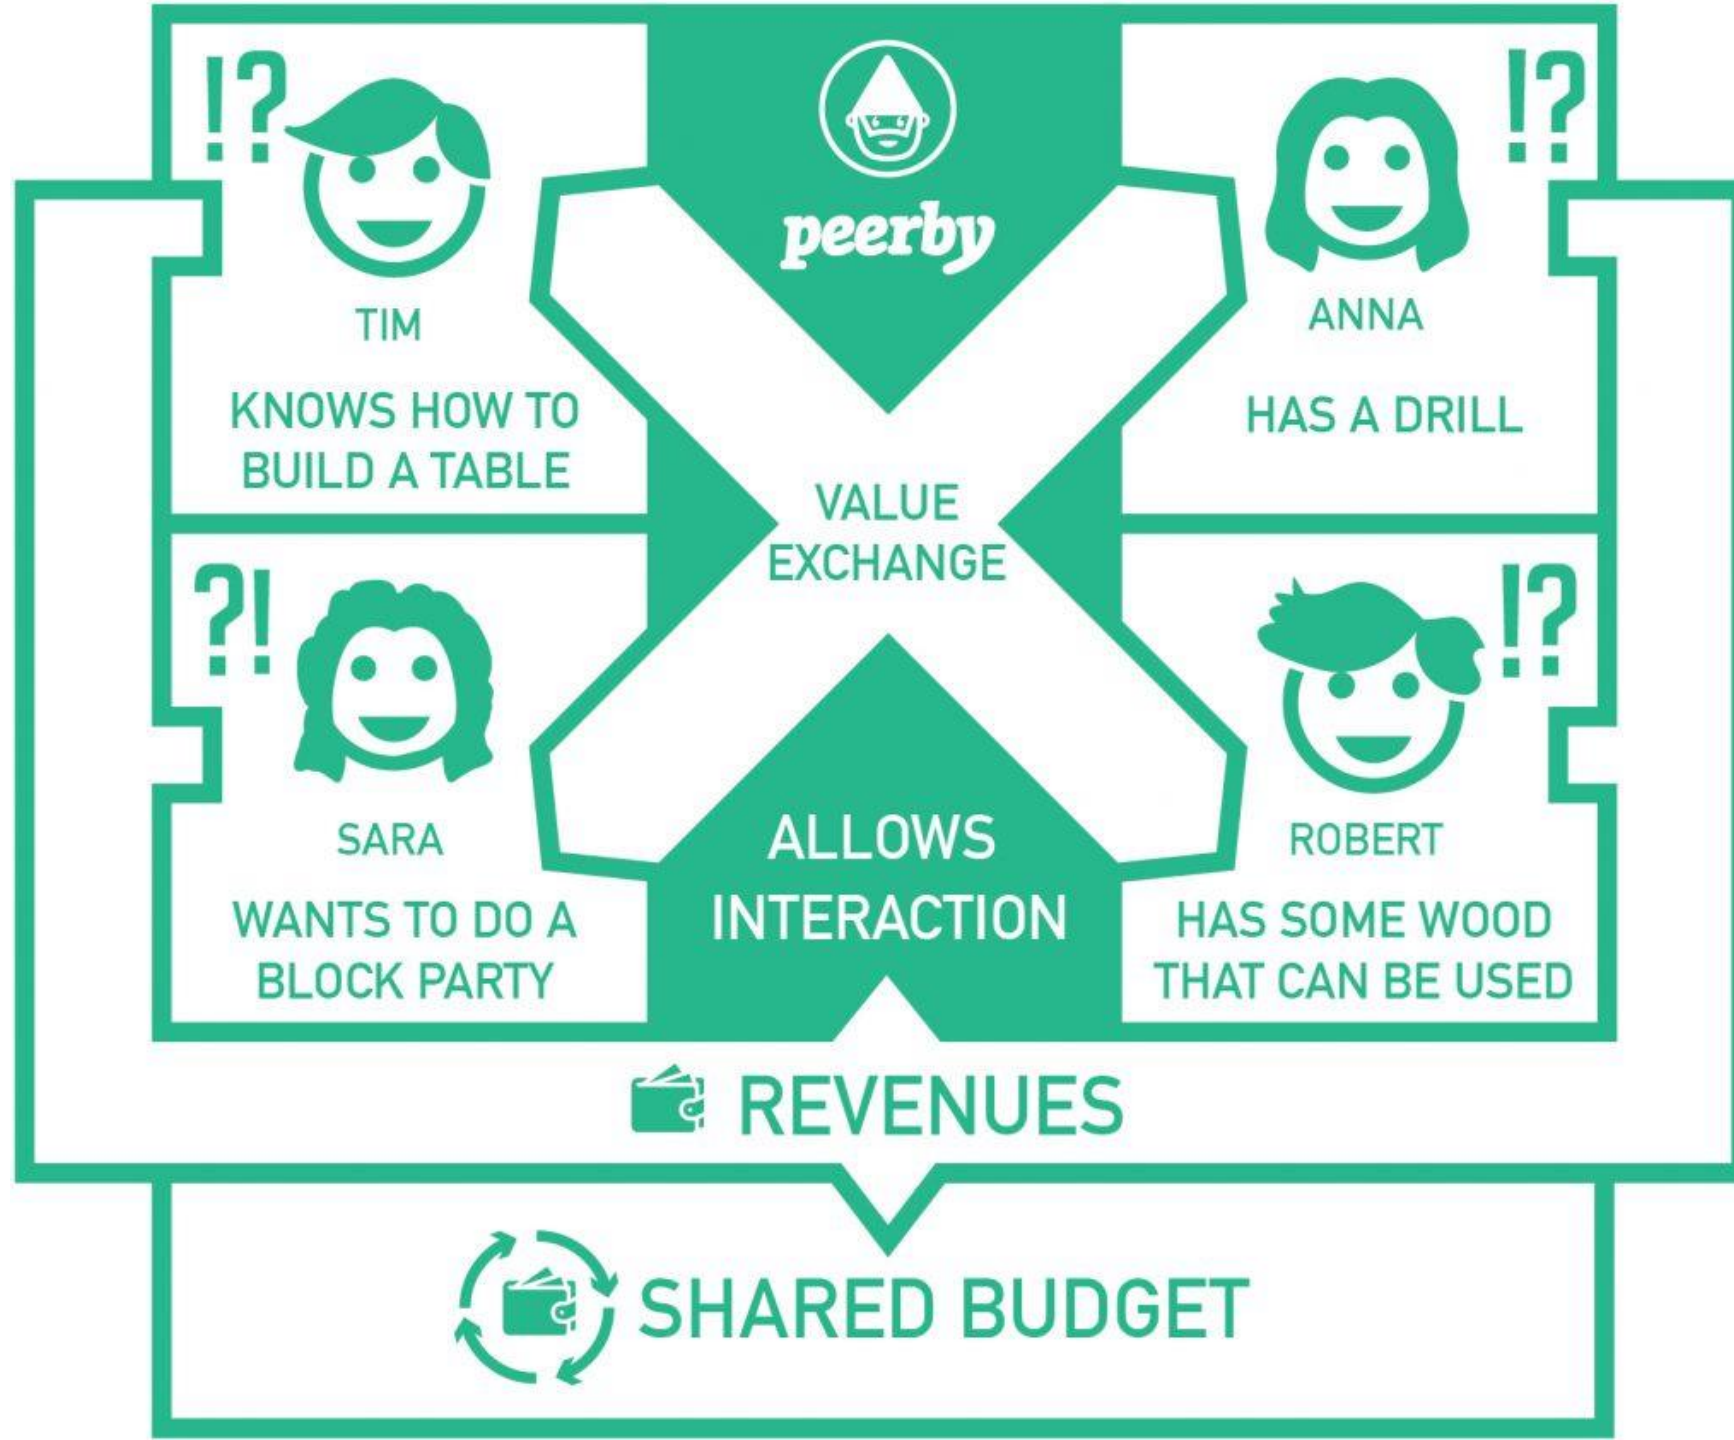 !?
TIM
KNOWS HOW TO
BUILD A TABLE
peerby
!?
ANNA
HAS A DRILL
VALUE
EXCHANGE
?!
SARA
WANTS TO DO A
BLOCK PARTY
ALLOWS
INTERACTION
!?
ROBERT
HAS SOME WOOD
THAT CAN BE USED
REVENUES
SHARED BUDGET